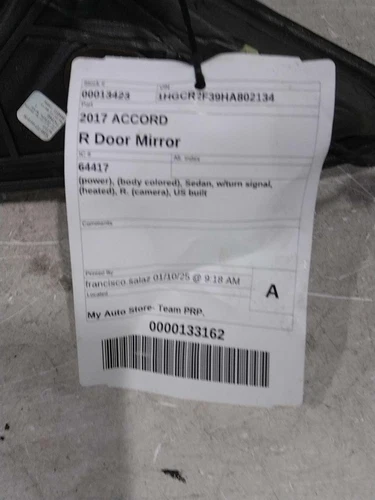 Stock #
VIN
00013423
1HGCR2F39HA802134
Part
2017 ACCORD
R Door Mirror
IC #
64417
(power), (body colored), Sedan, w/turn signal,
(heated), R. (camera), US built
Comments
Printed By
francisco.salaz 01/10/25 @ 9:18 AM
Located
A
My Auto Store- Team PRP.
0000133162